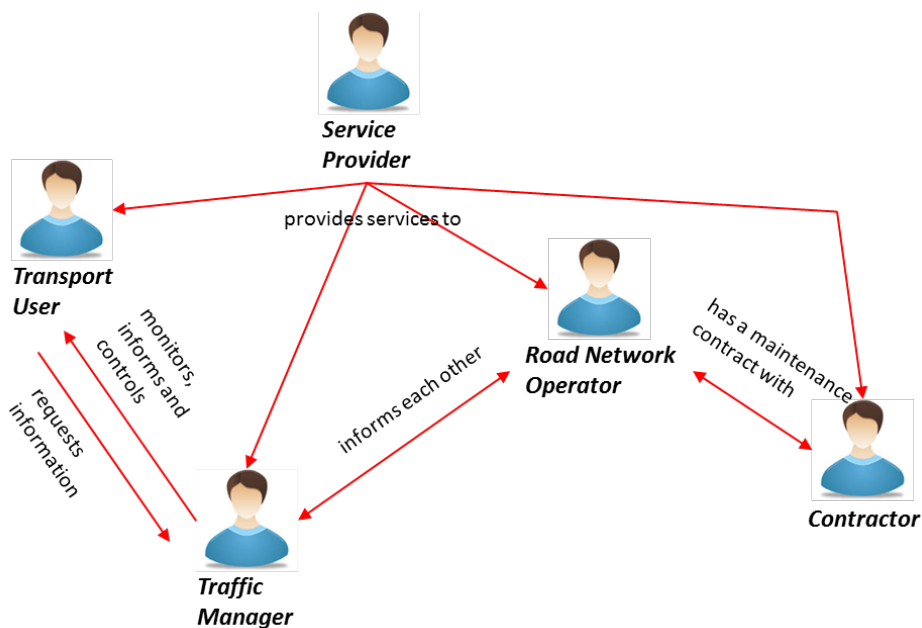 Service
Provider
provides services to
Transport
User
monitors,
informs and
controls
requests
information
informs each other
Road Network
Operator
has a maintenance
contract with
Contractor
Traffic
Manager